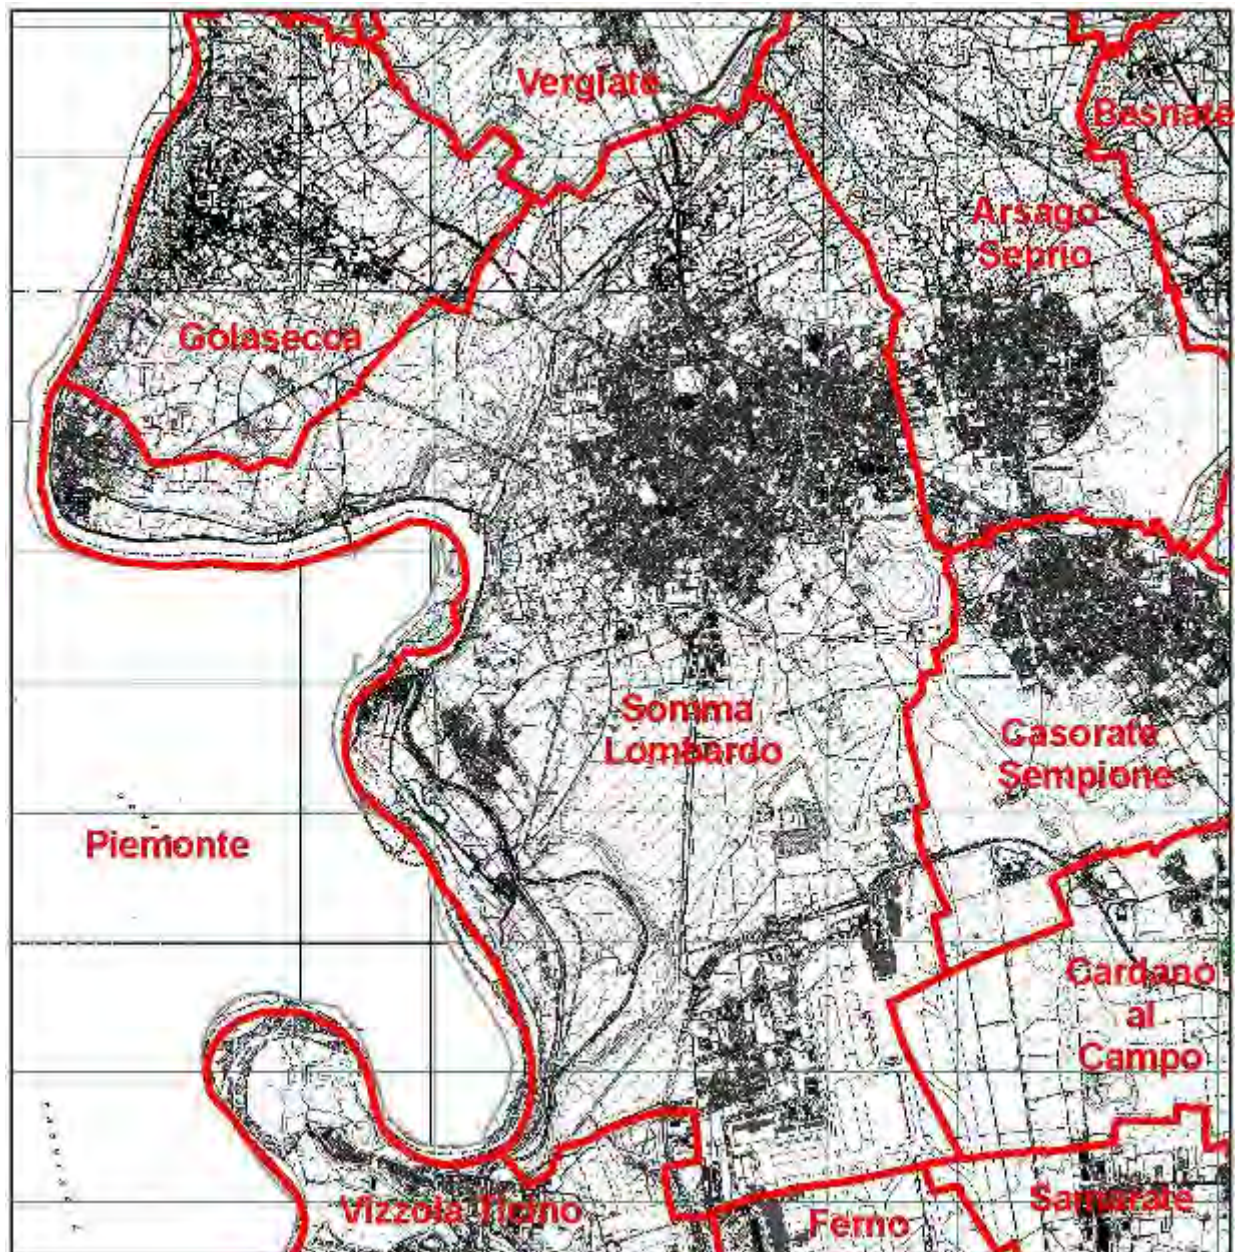 Vergiate
Besnate
Arsago
Seprio
Golasecca
Somma
Lombardo
Casorate
Sempione
Piemonte
Cardano
al
Campo
Vizzola Ticino
Ferno
Samarate